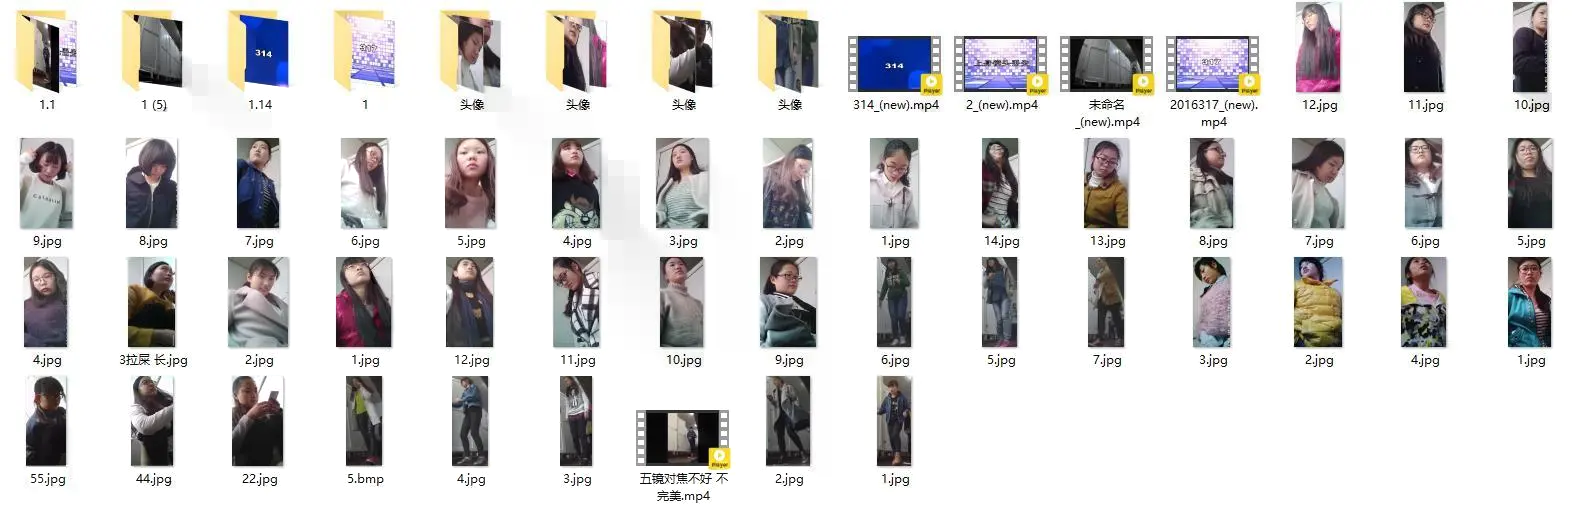 1.1
1 (5)
314
1.14
317
1
头像
头像
头像
头像
314
314_(new).mp4
2_(new).mp4
未命名
_(new).mp4
317
2016317_(new).
mp4
12.jpg
11.jpg
10.jpg
9.jpg
8.jpg
7.jpg
6.jpg
5.jpg
4.jpg
3.jpg
2.jpg
1.jpg
14.jpg
13.jpg
8.jpg
7.jpg
6.jpg
5.jpg
4.jpg
3拉屎 长.jpg
2.jpg
1.jpg
12.jpg
11.jpg
10.jpg
9.jpg
6.jpg
5.jpg
7.jpg
3.jpg
2.jpg
4.jpg
1.jpg
55.jpg
44.jpg
22.jpg
5.bmp
4.jpg
3.jpg
五镜对焦不好 不
完美.mp4
2.jpg
1.jpg